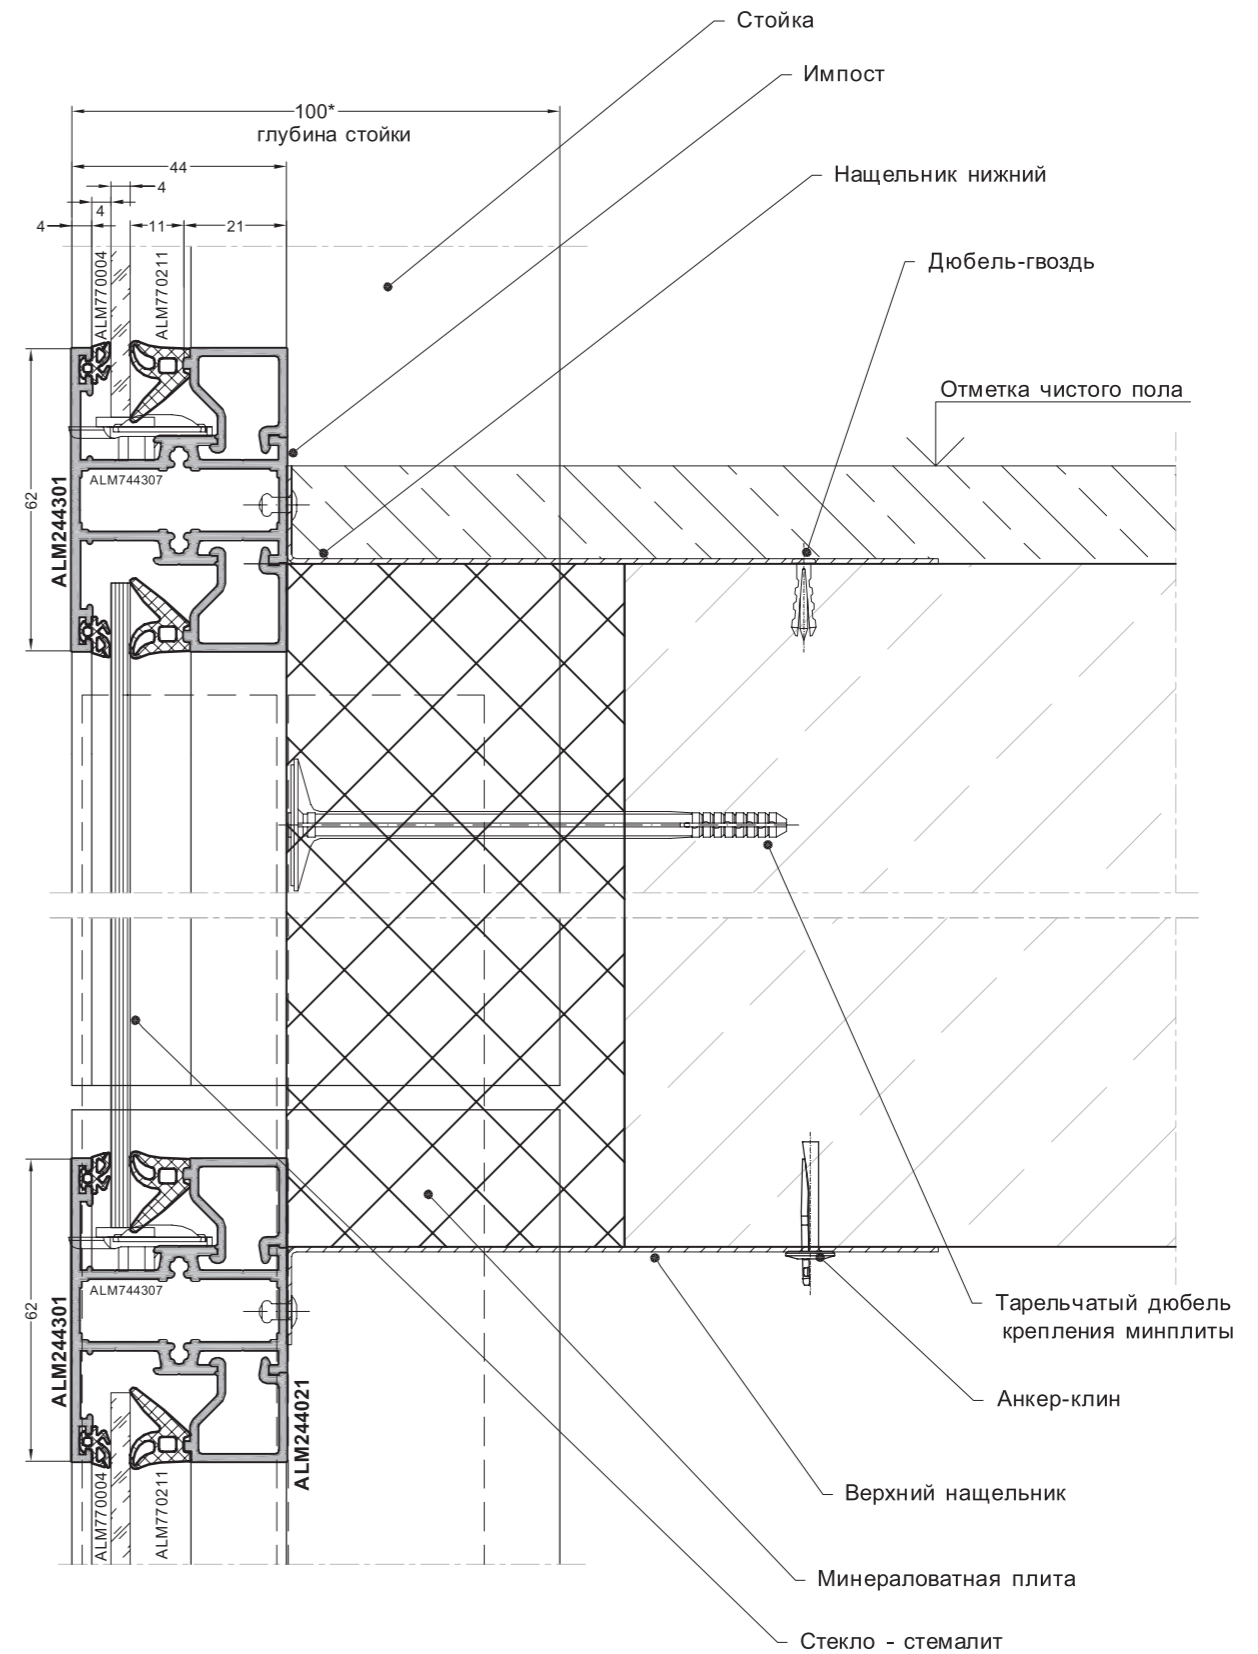 Стойка
Импост
100*
глубина стойки
44
Нащельник нижний
4
4
4
11
21
Дюбель-гвоздь
ALM770004
ALM770211
Отметка чистого пола
62
ALM244301
ALM744307
Тарельчатый дюбель
крепления минплиты
62
ALM244301
ALM744307
ALM244021
Анкер-клин
ALM770004
ALM770211
Верхний нащельник
Минераловатная плита
Стекло - стемалит